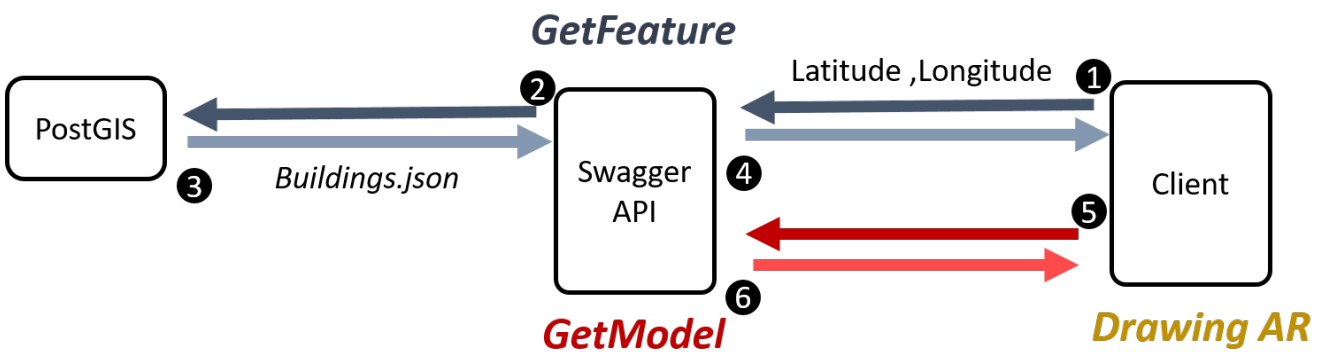 GetFeature
Latitude ,Longitude
1
2
PostGIS
Buildings.json
3
Swagger
API
4
Client
5
6
GetModel
Drawing AR